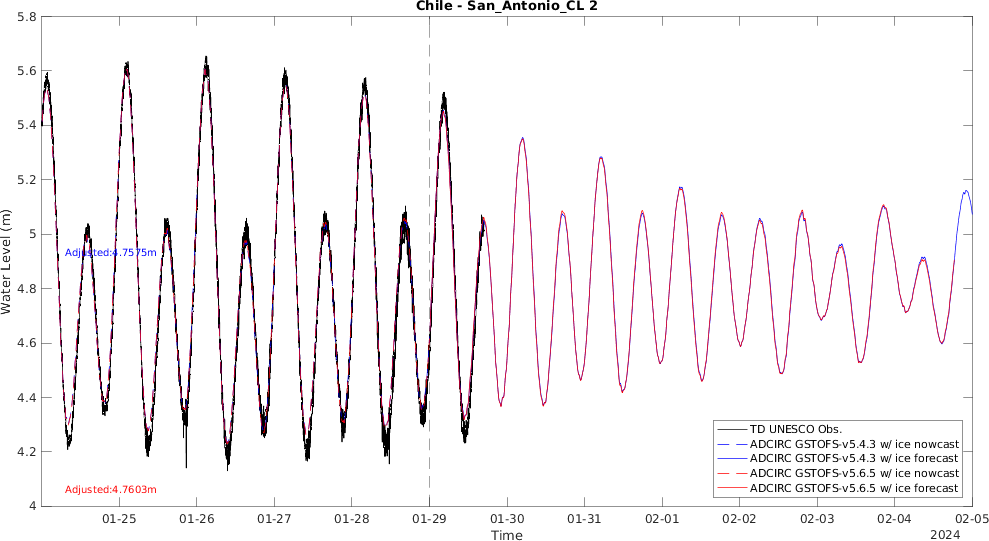 Chile - San_Antonio_CL 2
5.8
5.6
5.4
5.2
5
4.8
4.6
4.4
4.2
4
Water Level (m)
Adjusted:4.7575m
Adjusted:4.7603m
TD UNESCO Obs.
ADCIRC GSTOFS-v5.4.3 w/ ice nowcast
ADCIRC GSTOFS-v5.4.3 w/ ice forecast
ADCIRC GSTOFS-v5.6.5 w/ ice nowcast
ADCIRC GSTOFS-v5.6.5 w/ ice forecast
01-25 01-26 01-27 01-28 01-29 01-30 01-31 02-01 02-02 02-03 02-04 02-05
Time
2024